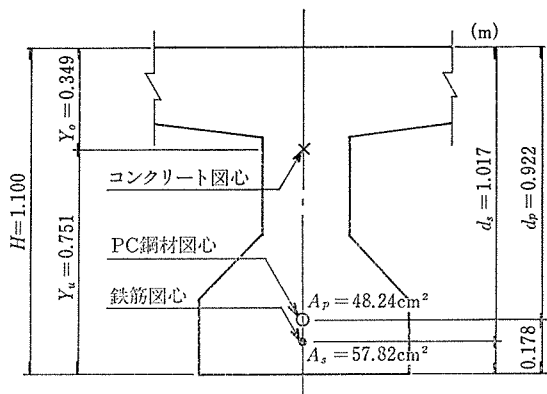 (m)
H=1.100
Y_o=0.349
Y_u=0.751
コンクリート図心
PC鋼材図心
鉄筋図心
A_p=48.24cm²
A_s=57.82cm²
d_s=1.017
d_p=0.922
0.178